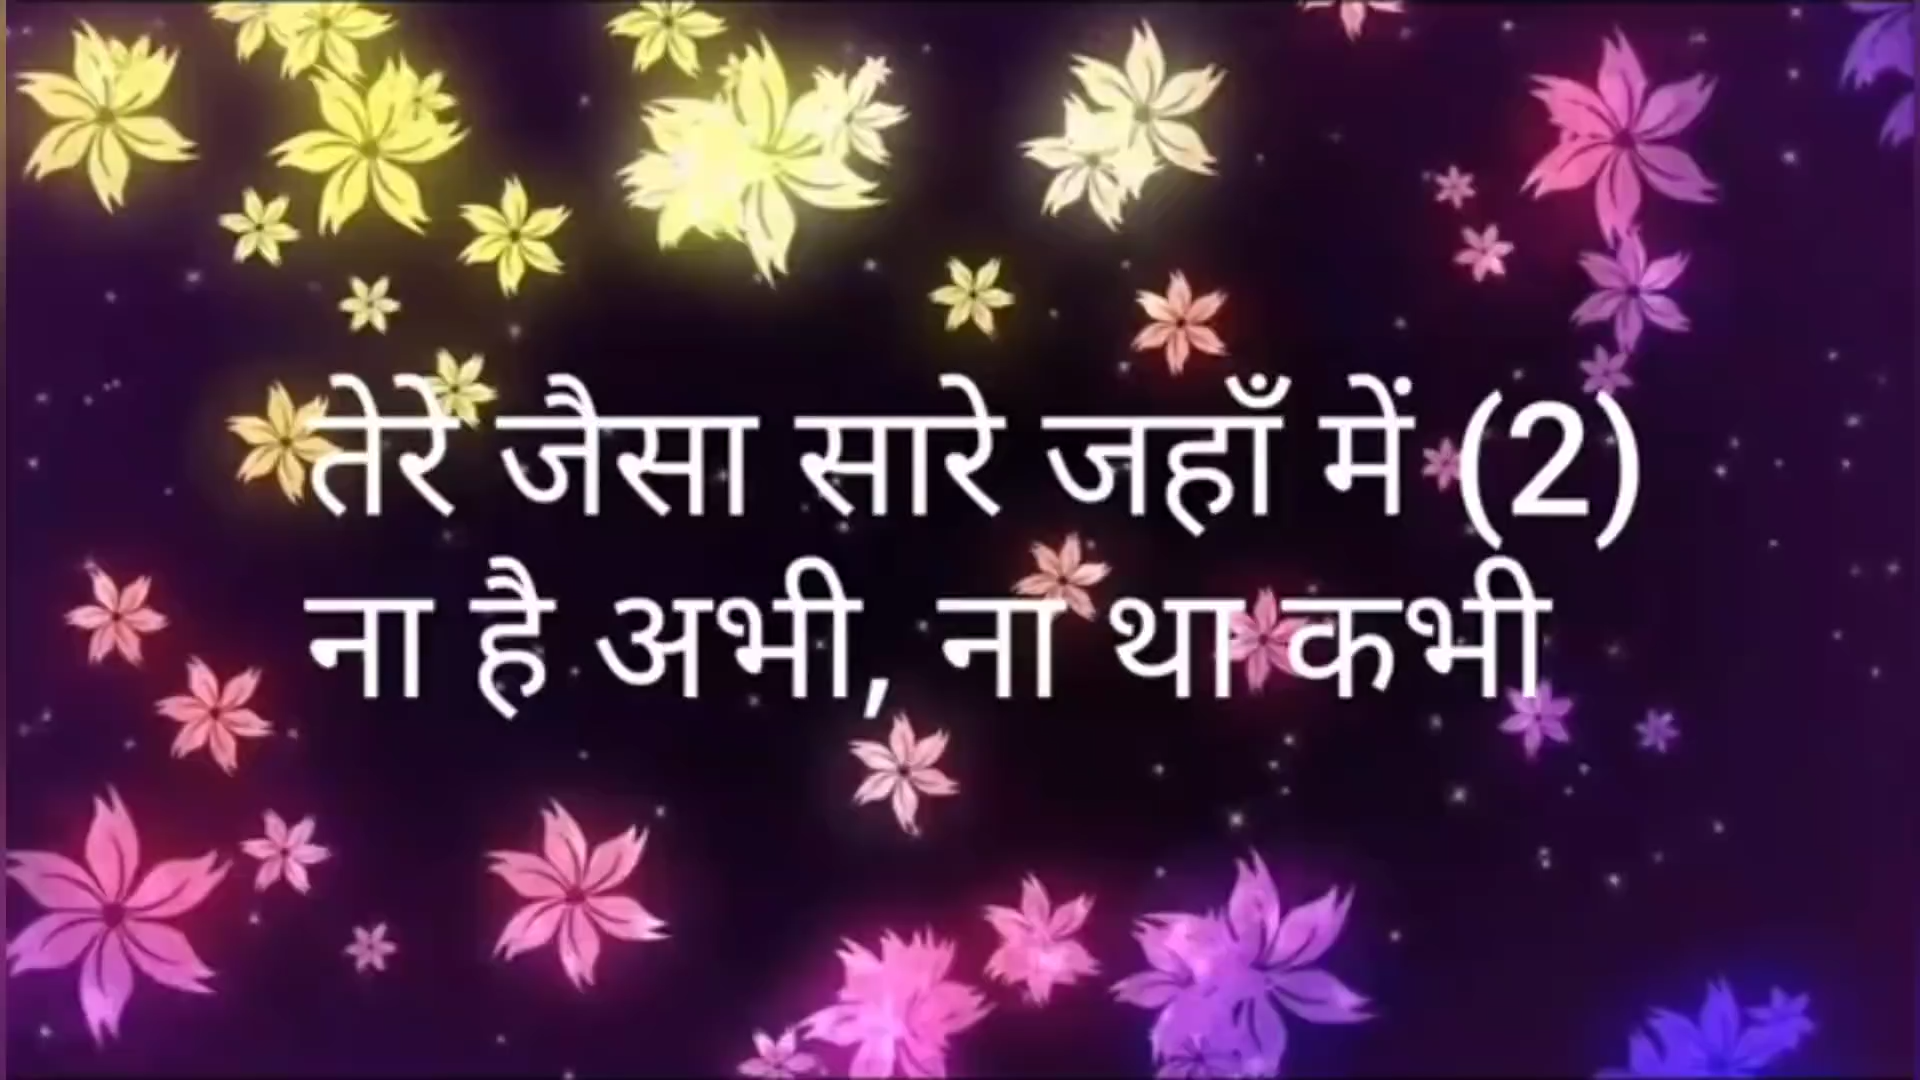 तेरे जैसा सारे जहाँ में (2)
ना है अभी, ना था कभी